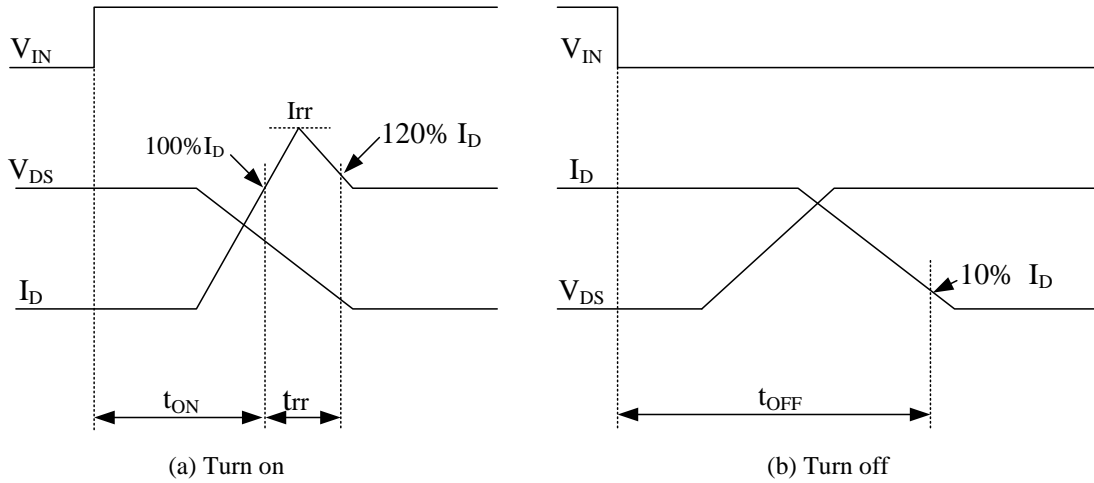 V_IN
Irr
100%I_D
120% I_D
V_DS
I_D
t_ON
trr
(a) Turn on
V_IN
I_D
V_DS
10% I_D
t_OFF
(b) Turn off